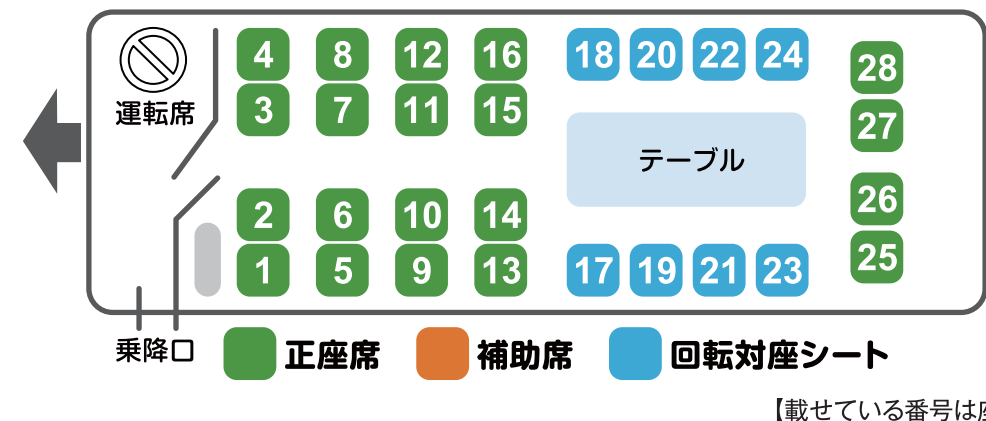 4 8 12 16 18 20 22 24 28
運転席 3 7 11 15 27
テーブル
2 6 10 14 26
1 5 9 13 17 19 21 23 25
乗降口 正座席 補助席 回転対座シート
【載せている番号は